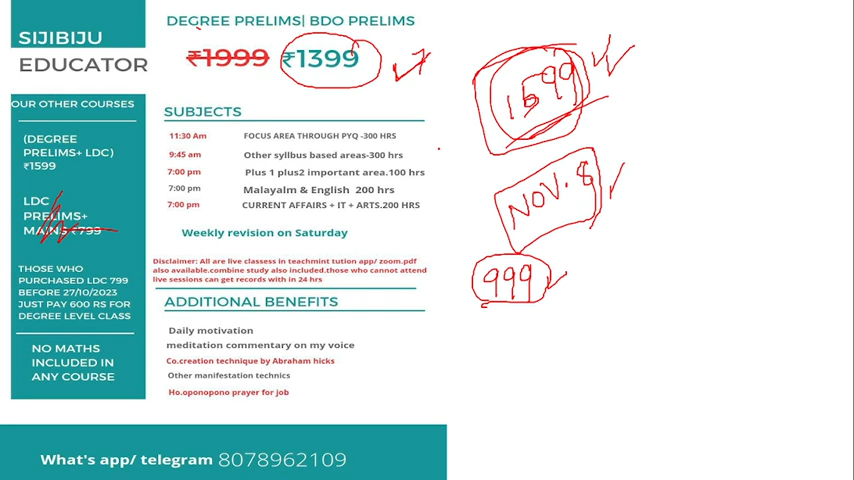 SIJIBIJU
EDUCATOR
OUR OTHER COURSES
(DEGREE
PRELIMS+ LDC)
₹1599
LDC
PRELIMS+
MAINS ₹799
THOSE WHO
PURCHASED LDC 799
BEFORE 27/10/2023
JUST PAY 600 RS FOR
DEGREE LEVEL CLASS
NO MATHS
INCLUDED IN
ANY COURSE
DEGREE PRELIMS| BDO PRELIMS
₹1999 ₹1399
SUBJECTS
11:30 Am FOCUS AREA THROUGH PYQ -300 HRS
9:45 am Other syllbus based areas-300 hrs
7:00 pm Plus 1 plus2 important area.100 hrs
7:00 pm Malayalm & English 200 hrs
7:00 pm CURRENT AFFAIRS + IT + ARTS.200 HRS
Weekly revision on Saturday
Disclaimer: All are live classess in teachmint tution app/ zoom.pdf
also available.combine study also included.those who cannot attend
live sessions can get records with in 24 hrs
ADDITIONAL BENEFITS
Daily motivation
meditation commentary on my voice
Co.creation technique by Abraham hicks
Other manifestation technics
Ho.oponopono prayer for job
What's app/ telegram 8078962109
1599
NOV. 8
999